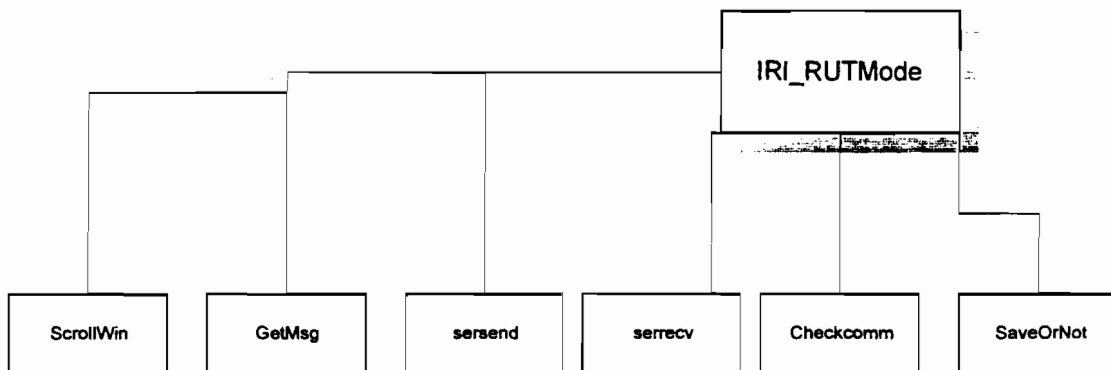 IRI_RUTMode
ScrollWin
GetMsg
sersend
serrecv
Checkcomm
SaveOrNot